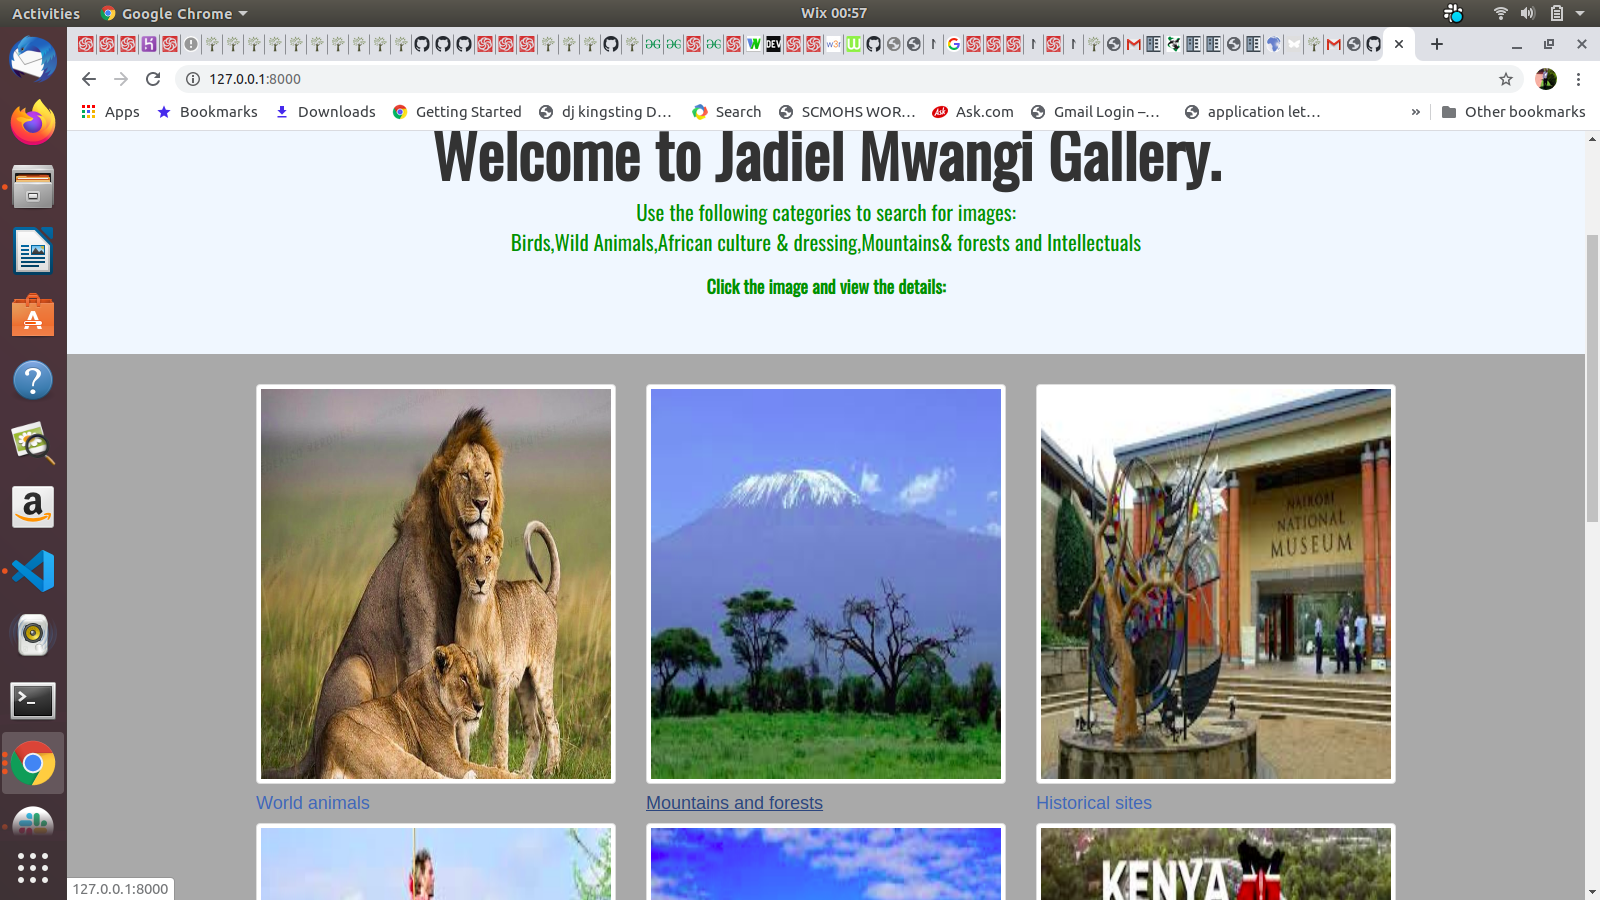 Activities
Google Chrome
Wix 00:57
127.0.0.1:8000
Apps
Bookmarks
Downloads
Getting Started
dj kingsting D...
Search
SCMOHS WOR...
Ask.com
Gmail Login –...
application let...
»
Other bookmarks
Welcome to Jadiel Mwangi Gallery.
Use the following categories to search for images:
Birds,Wild Animals,African culture & dressing,Mountains& forests and Intellectuals
Click the image and view the details:
NAIROBI
NATIONAL
MUSEUM
World animals
Mountains and forests
Historical sites
KENYA
127.0.0.1:8000